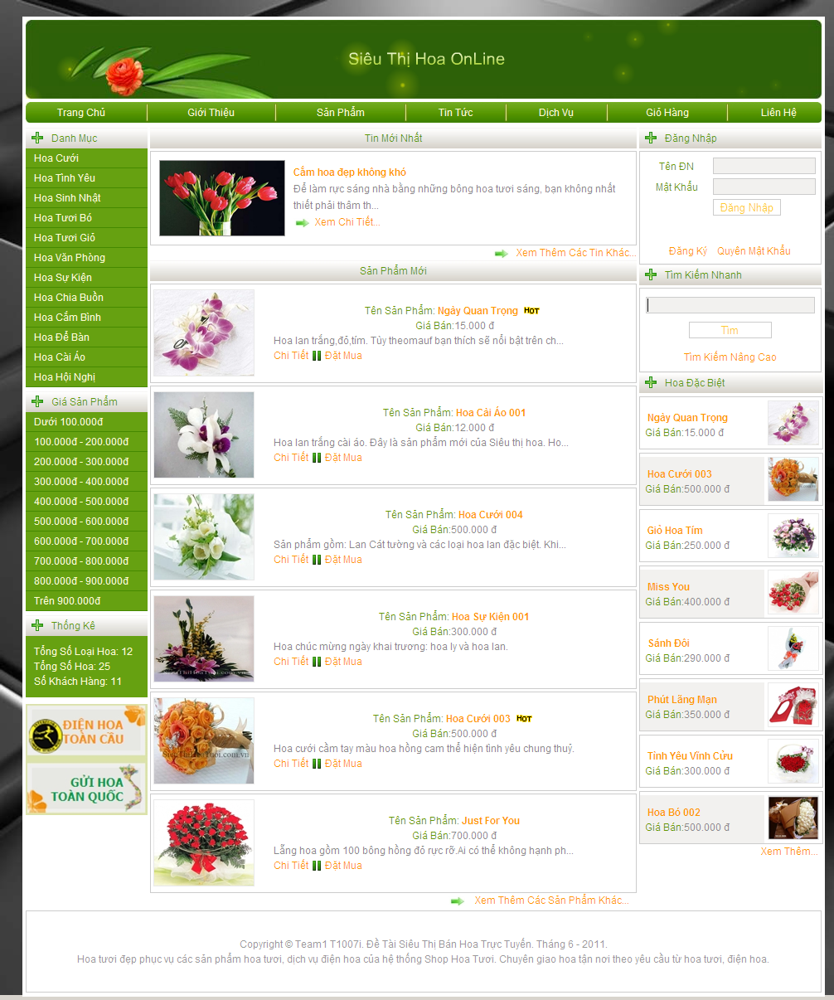 Siêu Thị Hoa OnLine
Trang Chủ
Giới Thiệu
Sản Phẩm
Tin Tức
Dịch Vụ
Giỏ Hàng
Liên Hệ
Danh Mục
Hoa Cưới
Hoa Tình Yêu
Hoa Sinh Nhật
Hoa Tươi Bó
Hoa Tươi Giỏ
Hoa Văn Phòng
Hoa Sự Kiện
Hoa Chia Buồn
Hoa Cắm Bình
Hoa Để Bàn
Hoa Cài Áo
Hoa Hội Nghị
Giá Sản Phẩm
Dưới 100.000đ
100.000đ - 200.000đ
200.000đ - 300.000đ
300.000đ - 400.000đ
400.000đ - 500.000đ
500.000đ - 600.000đ
600.000đ - 700.000đ
700.000đ - 800.000đ
800.000đ - 900.000đ
Trên 900.000đ
Thống Kê
Tổng Số Loại Hoa: 12
Tổng Số Hoa: 25
Số Khách Hàng: 11
ĐIỆN HOA
TOÀN CẦU
GỬI HOA
TOÀN QUỐC
Tin Mới Nhất
Cắm hoa đẹp không khó
Để làm rực sáng nhà bằng những bông hoa tươi sáng, bạn không nhất
thiết phải thăm th...
Xem Chi Tiết...
Xem Thêm Các Tin Khác...
Sản Phẩm Mới
Tên Sản Phẩm: Ngày Quan Trọng HOT
Giá Bán:15.000 đ
Hoa lan trắng,đỏ,tím. Tủy theomauf bạn thích sẽ nổi bật trên ch...
Chi Tiết Đặt Mua
Tên Sản Phẩm: Hoa Cải Áo 001
Giá Bán:12.000 đ
Hoa lan trắng cài áo. Đây là sản phẩm mới của Siêu thị hoa. Ho...
Chi Tiết Đặt Mua
Tên Sản Phẩm: Hoa Cưới 004
Giá Bán:500.000 đ
Sản phẩm gồm: Lan Cát tường và các loại hoa lan đặc biệt. Khi...
Chi Tiết Đặt Mua
Tên Sản Phẩm: Hoa Sự Kiện 001
Giá Bán:300.000 đ
Hoa chúc mừng ngày khai trương: hoa ly và hoa lan.
Chi Tiết Đặt Mua
Tên Sản Phẩm: Hoa Cưới 003 HOT
Giá Bán:500.000 đ
Hoa cưới cầm tay màu hoa hồng cam thể hiện tình yêu chung thuỷ.
Chi Tiết Đặt Mua
Tên Sản Phẩm: Just For You
Giá Bán:700.000 đ
Lẵng hoa gồm 100 bông hồng đỏ rực rỡ.Ai có thể không hạnh ph...
Chi Tiết Đặt Mua
Xem Thêm Các Sản Phẩm Khác...
Đăng Nhập
Tên ĐN
Mật Khẩu
Đăng Nhập
Đăng Ký Quyên Mật Khẩu
Tìm Kiếm Nhanh
Tìm
Tìm Kiếm Nâng Cao
Hoa Đặc Biệt
Ngày Quan Trọng
Giá Bán:15.000 đ
Hoa Cưới 003
Giá Bán:500.000 đ
Giỏ Hoa Tím
Giá Bán:250.000 đ
Miss You
Giá Bán:400.000 đ
Sánh Đôi
Giá Bán:290.000 đ
Phút Lãng Mạn
Giá Bán:350.000 đ
Tình Yêu Vĩnh Cửu
Giá Bán:300.000 đ
Hoa Bó 002
Giá Bán:500.000 đ
Xem Thêm...
Copyright © Team1 T1007i. Đề Tài Siêu Thị Bán Hoa Trực Tuyến. Tháng 6 - 2011.
Hoa tươi đẹp phục vụ các sản phẩm hoa tươi, dịch vụ điện hoa của hệ thống Shop Hoa Tươi. Chuyên giao hoa tận nơi theo yêu cầu từ hoa tươi, điện hoa.